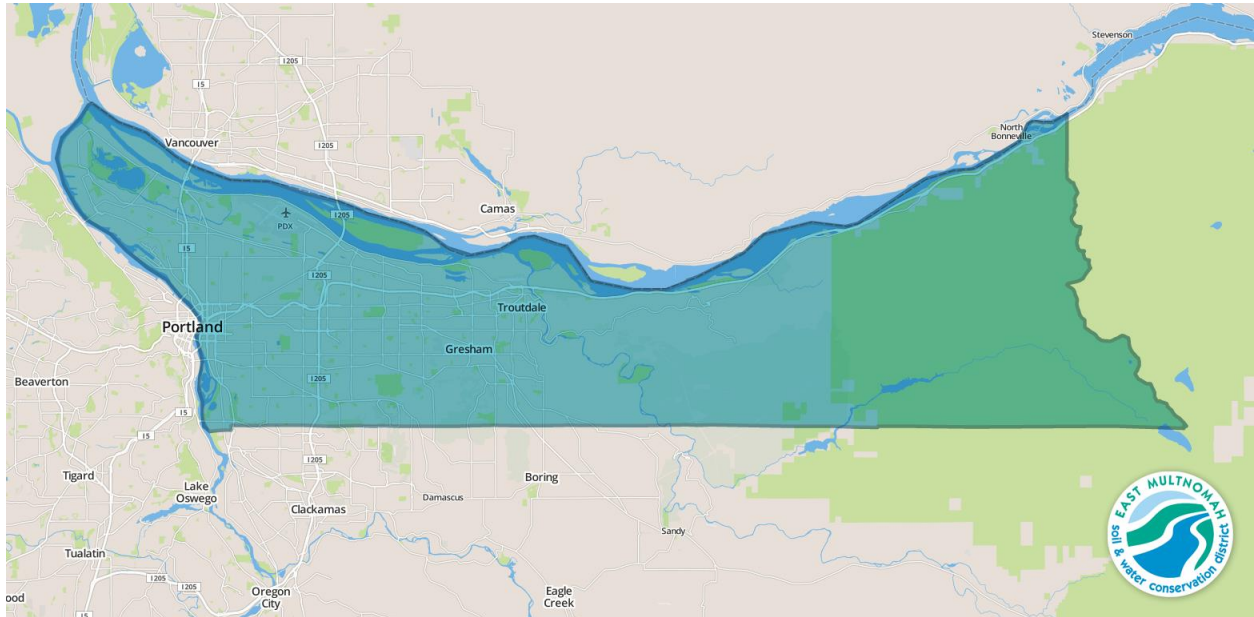 Stevenson
I205
I5
North
Bonneville
Vancouver
I205
Camas
I205
PDX
I5
I205
Troutdale
Portland
Gresham
I205
Beaverton
I5
I5
Tigard
Boring
Lake
Oswego
Damascus
Clackamas
Sandy
Tualatin
I205
I205
Oregon
City
Eagle
Creek
ood
I5
EAST MULTNOMAH
soil & water conservation district